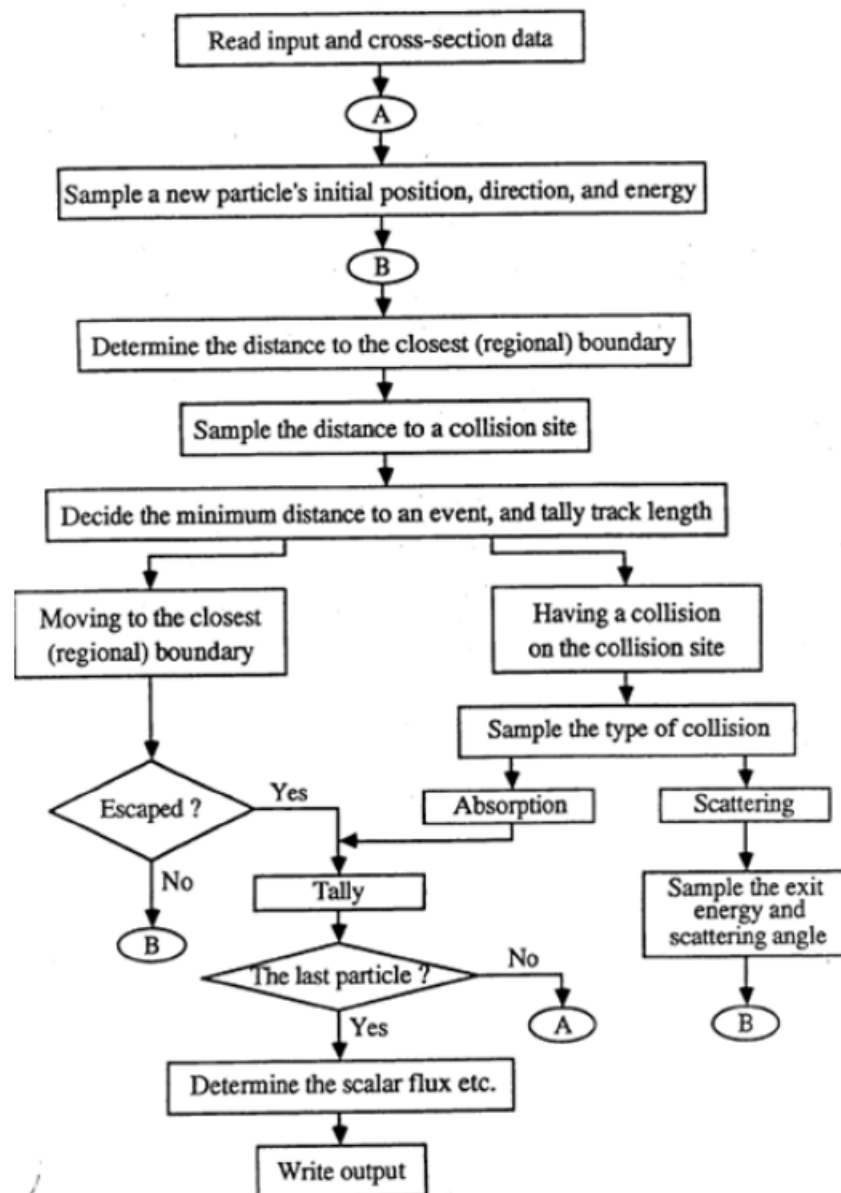 Read input and cross-section data
A
Sample a new particle's initial position, direction, and energy
B
Determine the distance to the closest (regional) boundary
Sample the distance to a collision site
Decide the minimum distance to an event, and tally track length
Moving to the closest
(regional) boundary
Having a collision
on the collision site
Sample the type of collision
Escaped ?
Yes
Absorption
Scattering
No
Tally
Sample the exit
energy and
scattering angle
B
The last particle ?
No
A
B
Yes
Determine the scalar flux etc.
Write output